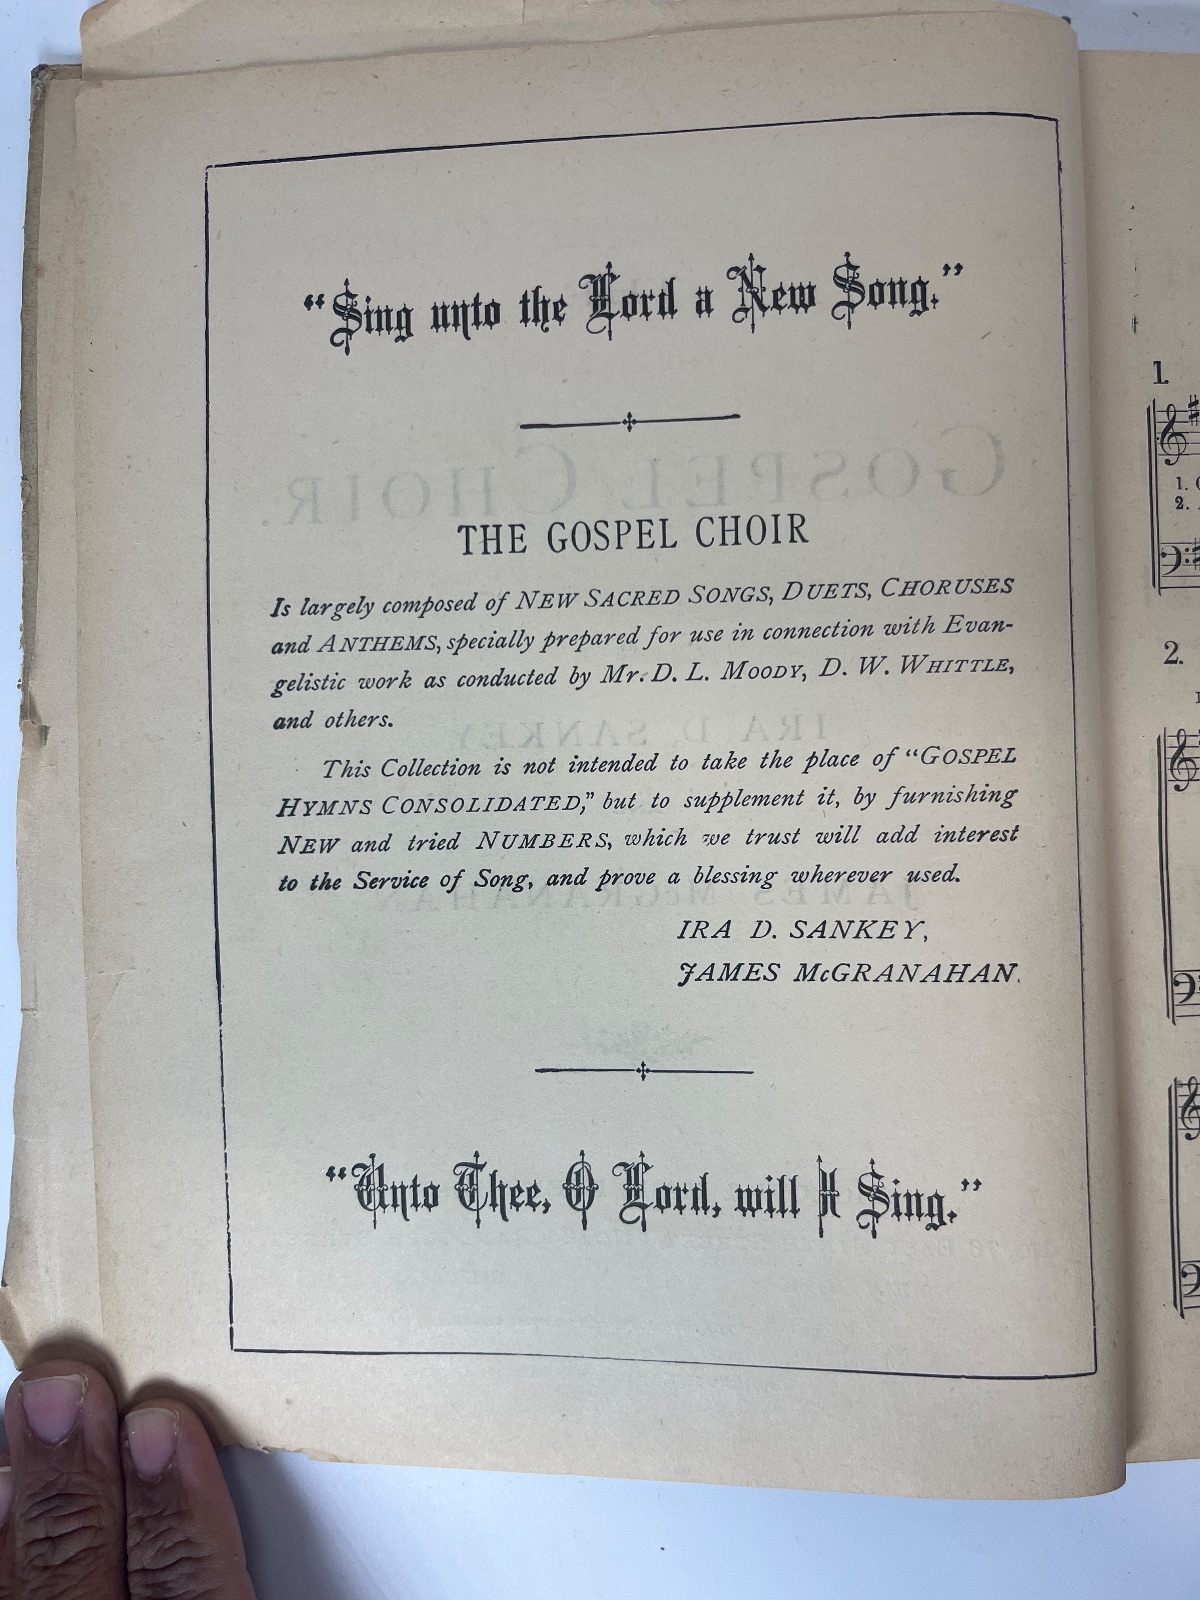 “Sing unto the Lord a New Song.”
THE GOSPEL CHOIR
Is largely composed of NEW SACRED SONGS, DUETS, CHORUSES
and ANTHEMS, specially prepared for use in connection with Evan-
gelistic work as conducted by Mr. D. L. MOODY, D. W. WHITTLE,
and others.
This Collection is not intended to take the place of “GOSPEL
HYMNS CONSOLIDATED,” but to supplement it, by furnishing
NEW and tried NUMBERS, which we trust will add interest
to the Service of Song, and prove a blessing wherever used.
IRA D. SANKEY,
JAMES McGRANAHAN.
“Unto Thee, O Lord, will I Sing.”
1.
1.
2.
2.